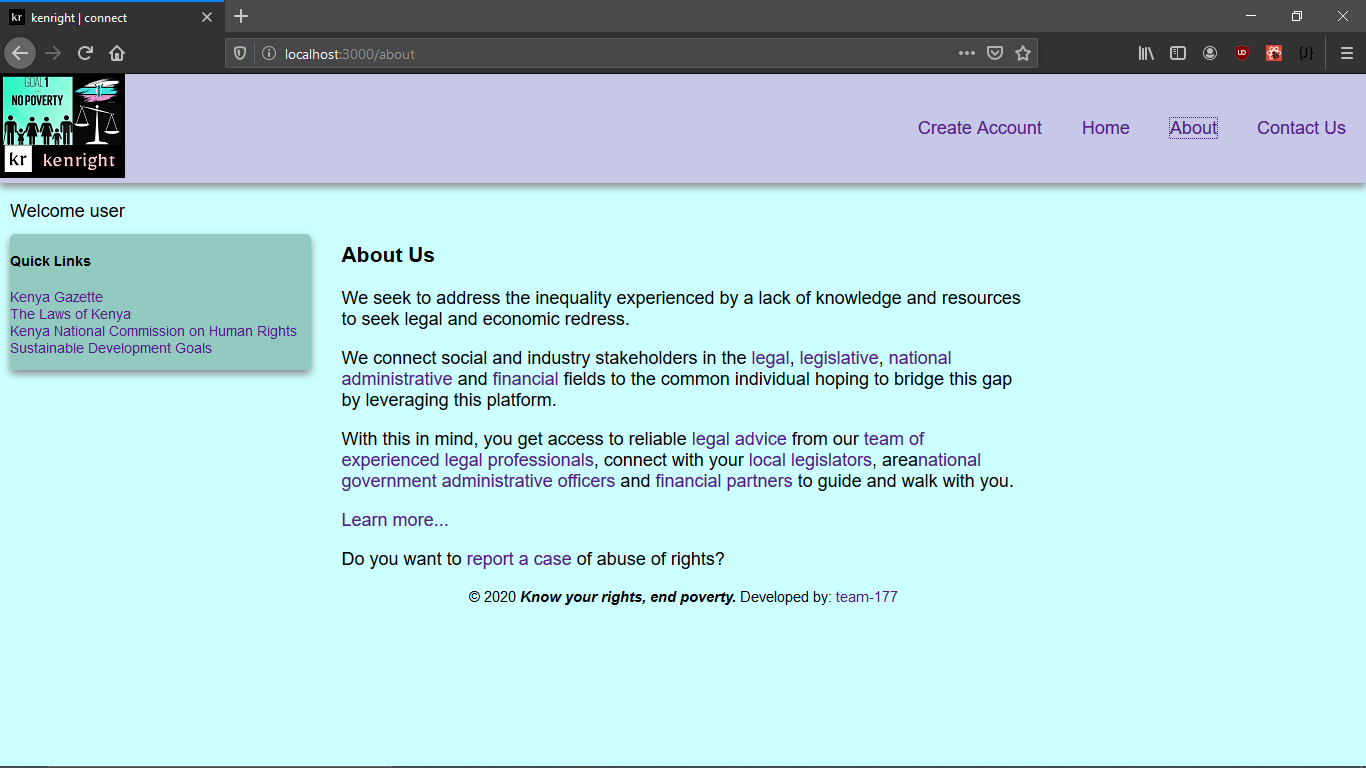 kr kenright | connect
localhost:3000/about
UD
{J}
GOAL 1
NO POVERTY
kr kenright
Create Account Home About Contact Us
Welcome user
Quick Links
Kenya Gazette
The Laws of Kenya
Kenya National Commission on Human Rights
Sustainable Development Goals
About Us
We seek to address the inequality experienced by a lack of knowledge and resources
to seek legal and economic redress.
We connect social and industry stakeholders in the legal, legislative, national
administrative and financial fields to the common individual hoping to bridge this gap
by leveraging this platform.
With this in mind, you get access to reliable legal advice from our team of
experienced legal professionals, connect with your local legislators, areanational
government administrative officers and financial partners to guide and walk with you.
Learn more...
Do you want to report a case of abuse of rights?
© 2020 Know your rights, end poverty. Developed by: team-177